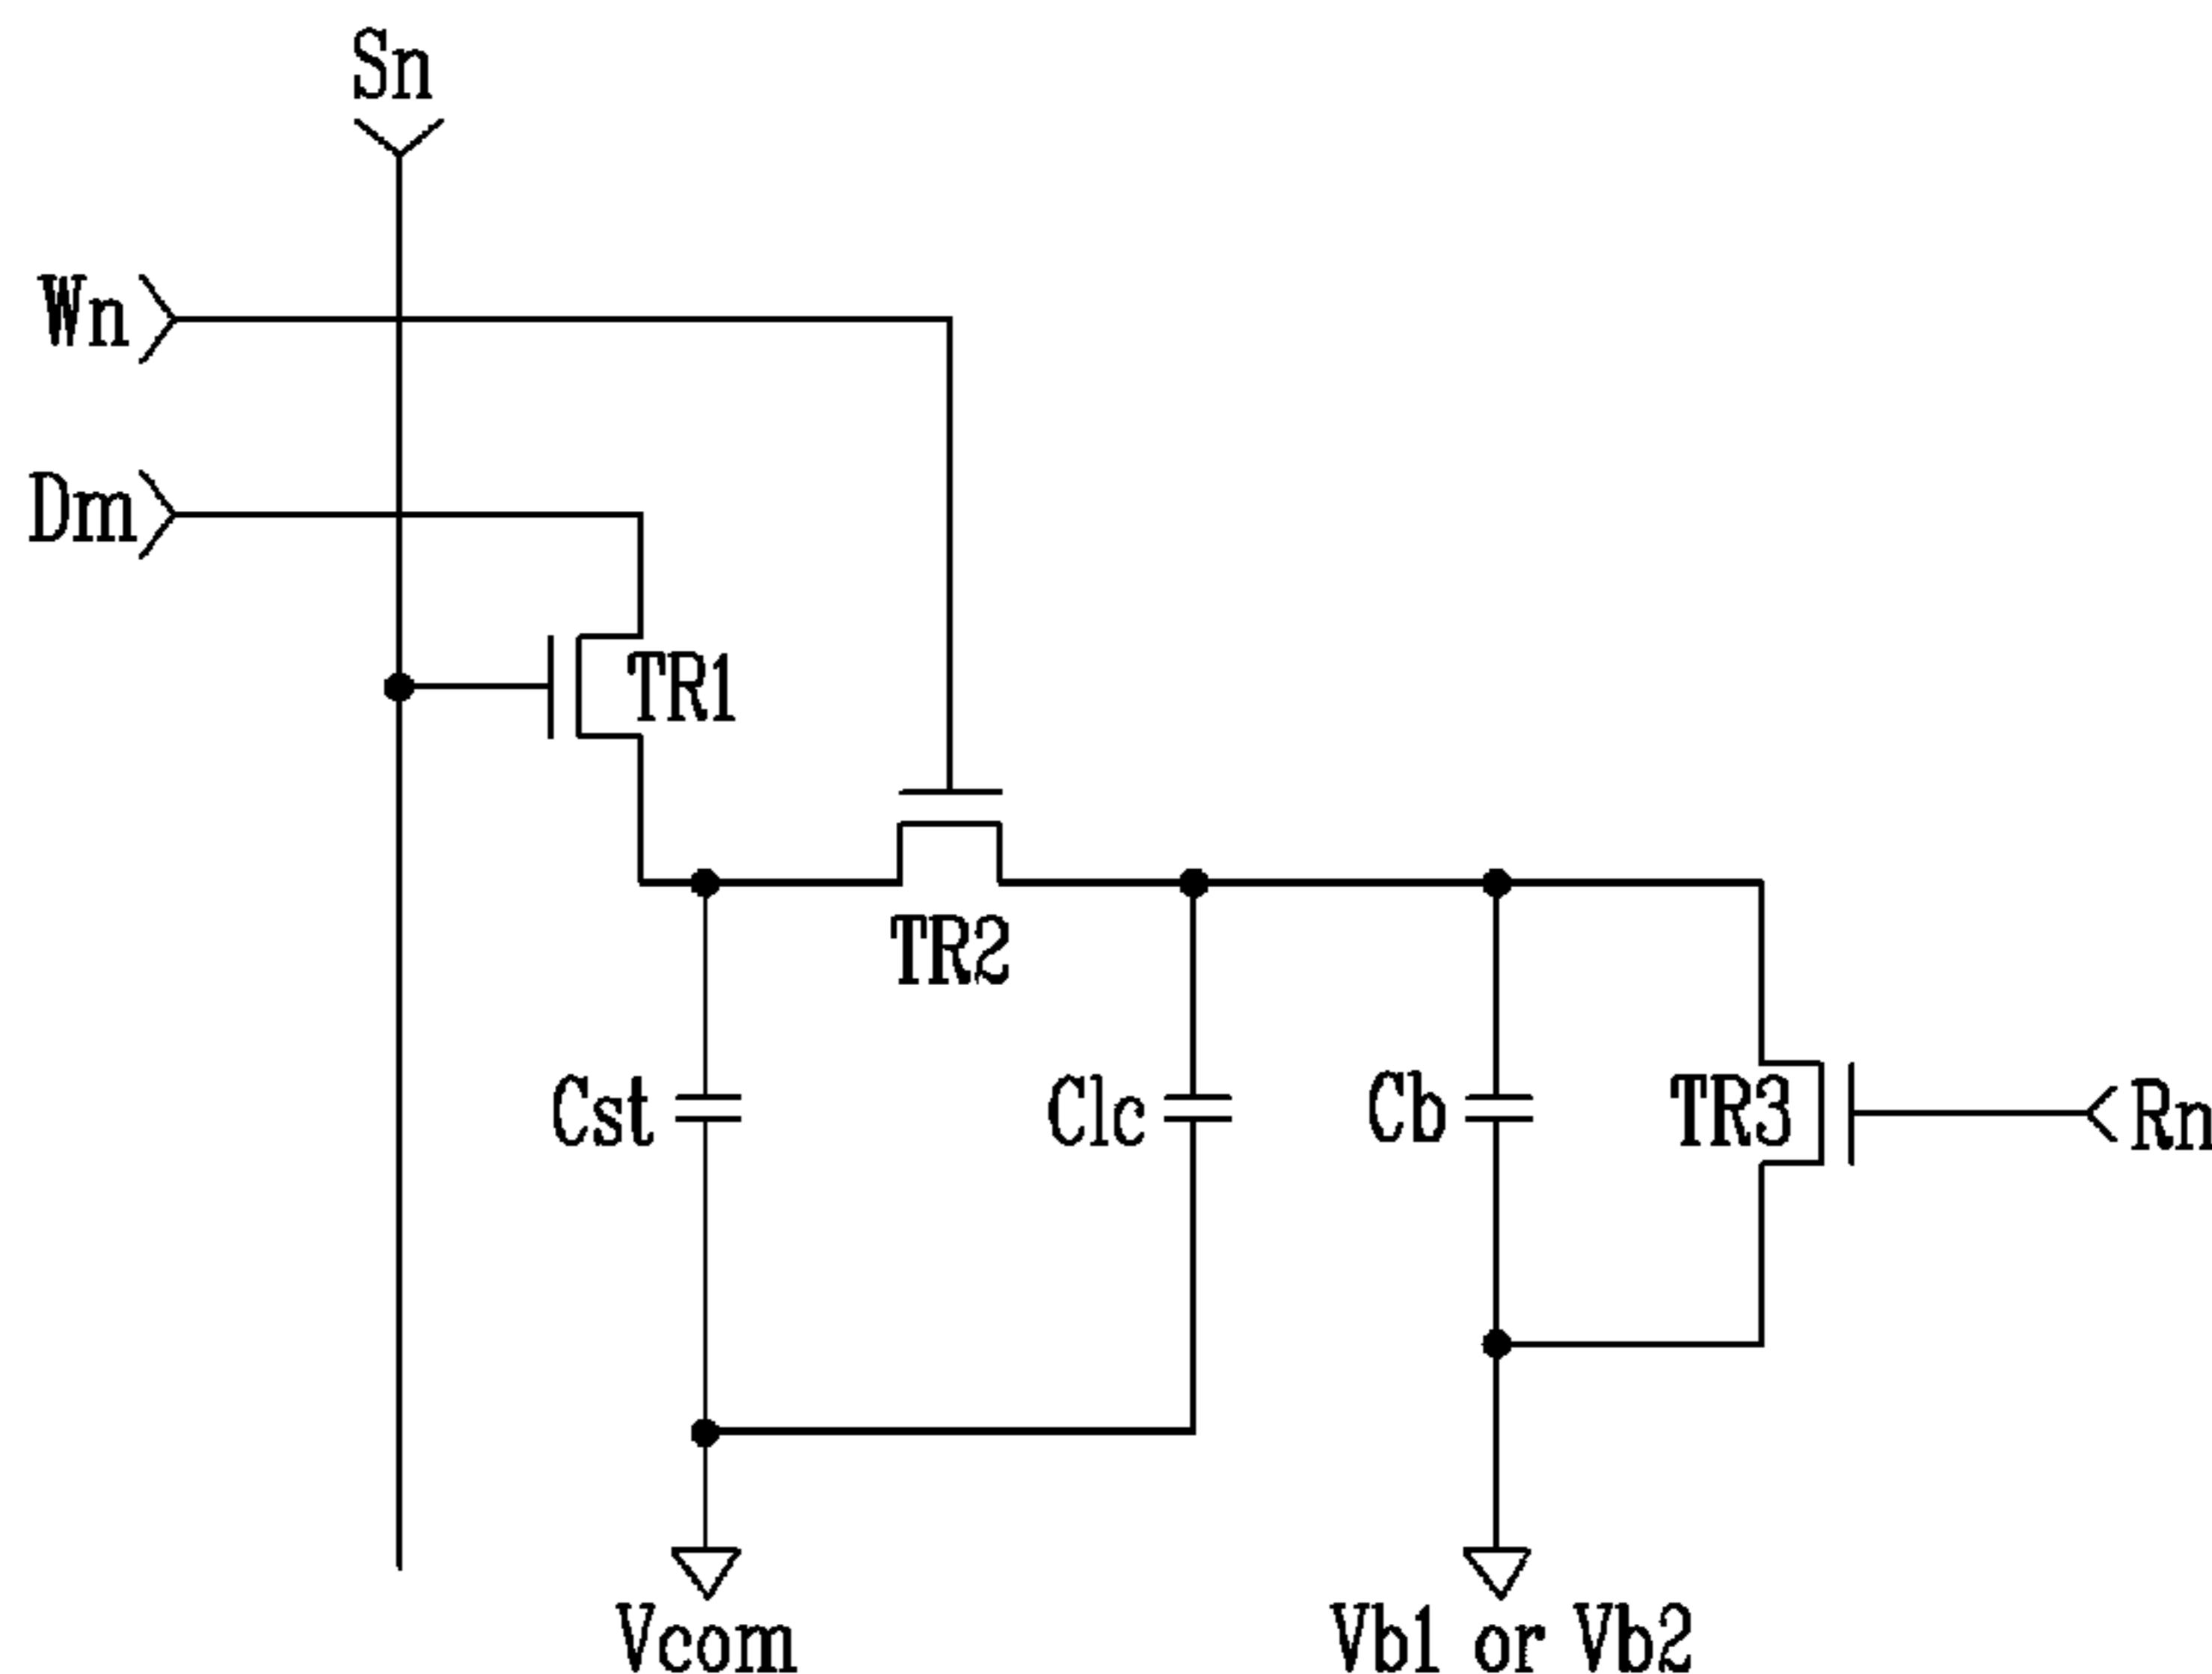 Sn
Wn
Dm
TR1
TR2
Cst
Clc
Cb
TR3
Rn
Vcom
Vb1 or Vb2